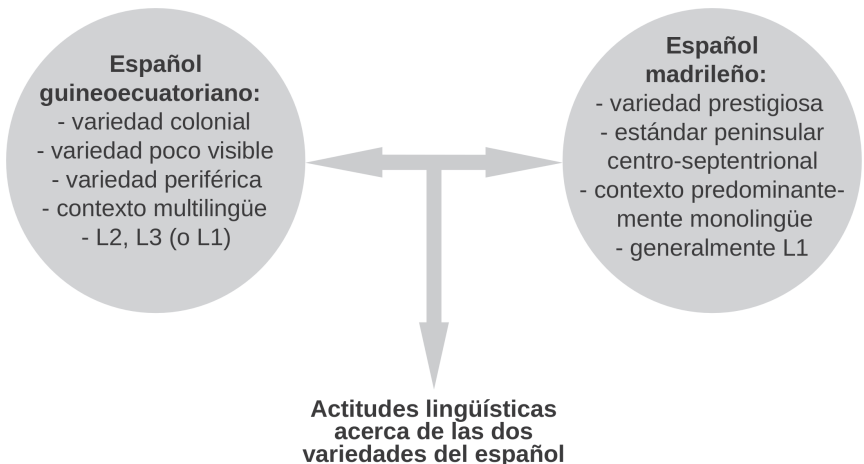 Español
guineoecuatoriano:
- variedad colonial
- variedad poco visible
- variedad periférica
- contexto multilingüe
- L2, L3 (o L1)
Español
madrileño:
- variedad prestigiosa
- estándar peninsular
centro-septentrional
- contexto predominante-
mente monolingüe
- generalmente L1
Actitudes lingüísticas
acerca de las dos
variedades del español